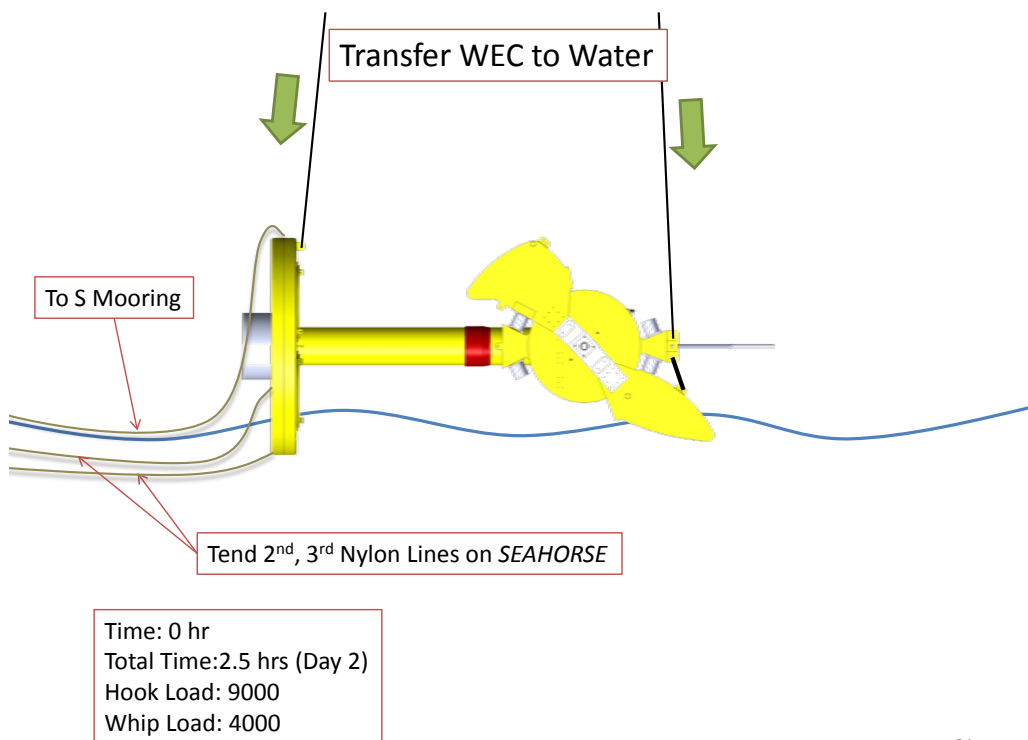 Transfer WEC to Water
To S Mooring
Tend 2nd, 3rd Nylon Lines on SEAHORSE
Time: 0 hr
Total Time:2.5 hrs (Day 2)
Hook Load: 9000
Whip Load: 4000